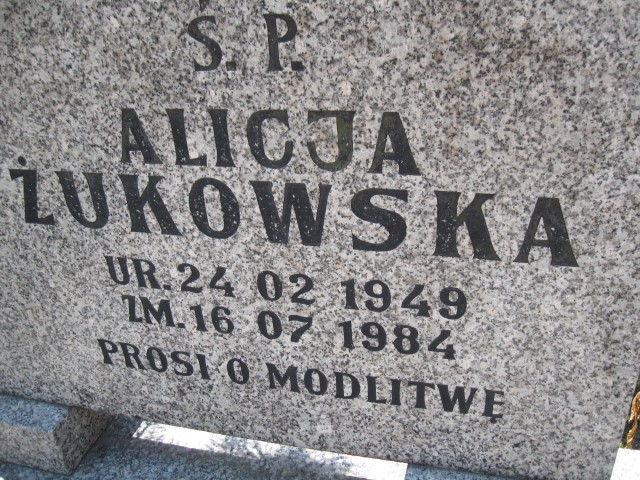 Ś. P.
ALICJA
ŻUKOWSKA
UR. 24 02 1949
ZM. 16 07 1984
PROSI O MODLITWĘ